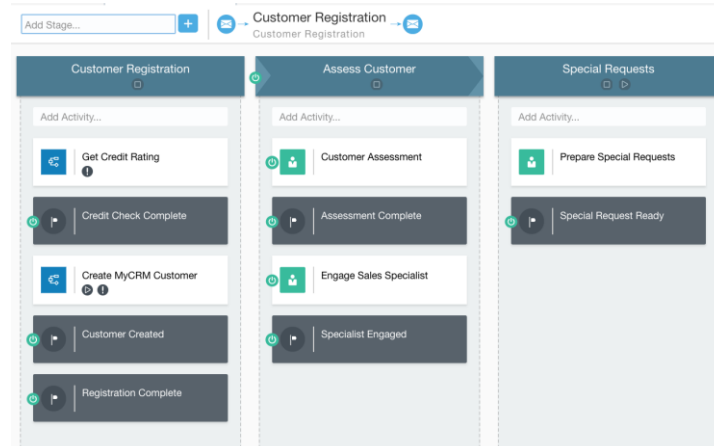 Add Stage...
Customer Registration
Customer Registration
Customer Registration
Assess Customer
Special Requests
Add Activity...
Add Activity...
Add Activity...
Get Credit Rating
Customer Assessment
Prepare Special Requests
Credit Check Complete
Assessment Complete
Special Request Ready
Create MyCRM Customer
Engage Sales Specialist
Customer Created
Specialist Engaged
Registration Complete